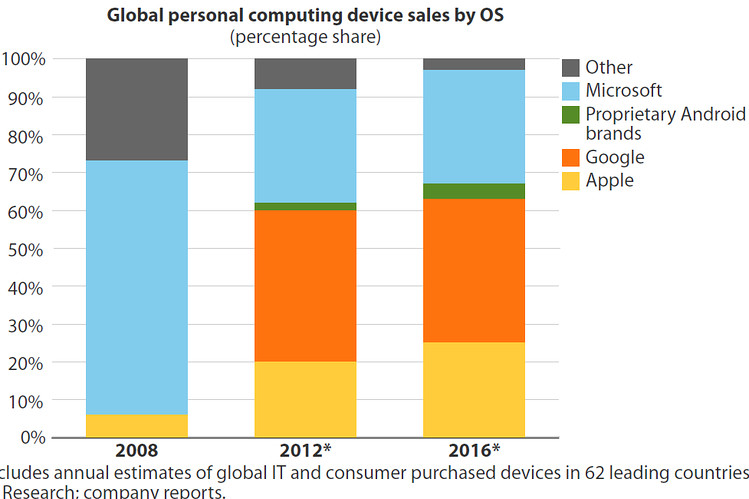 Global personal computing device sales by OS
(percentage share)
100%
90%
80%
70%
60%
50%
40%
30%
20%
10%
0%
Other
Microsoft
Proprietary Android
brands
Google
Apple
2008
2012*
2016*
cludes annual estimates of global IT and consumer purchased devices in 62 leading countries
Research; company reports.